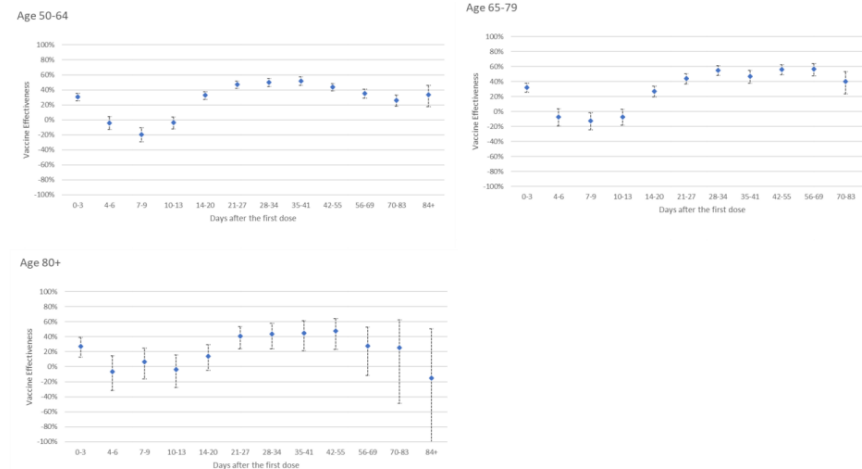 Age 50-64
Vaccine Effectiveness
100%
80%
60%
40%
20%
0%
-20%
-40%
-60%
-80%
-100%
0-3 4-6 7-9 10-13 14-20 21-27 28-34 35-41 42-55 56-69 70-83 84+
Days after the first dose
Age 65-79
Vaccine Effectiveness
100%
80%
60%
40%
20%
0%
-20%
-40%
-60%
-80%
-100%
0-3 4-6 7-9 10-13 14-20 21-27 28-34 35-41 42-55 56-69 70-83
Days after the first dose
Age 80+
Vaccine Effectiveness
100%
80%
60%
40%
20%
0%
-20%
-40%
-60%
-80%
-100%
0-3 4-6 7-9 10-13 14-20 21-27 28-34 35-41 42-55 56-69 70-83 84+
Days after the first dose